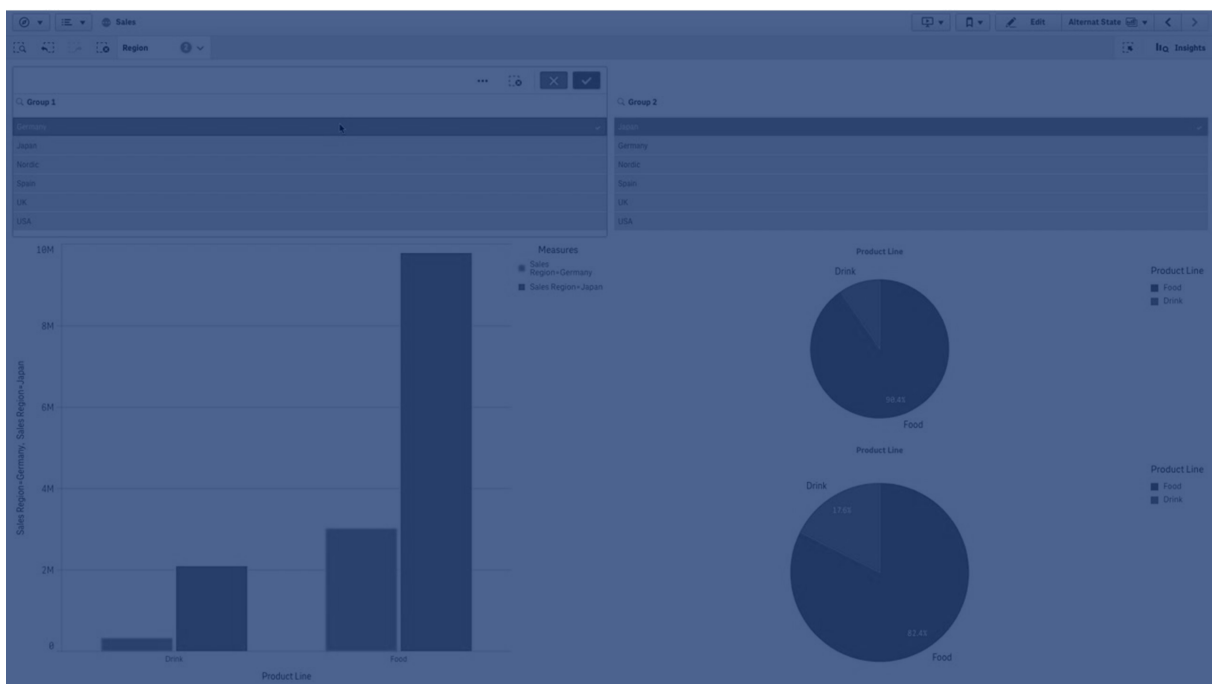 Sales
Edit
Alternat State
Region
Insights
Group 1
Germany
Japan
Nordic
Spain
UK
USA
Group 2
Japan
Germany
Nordic
Spain
UK
USA
10M
8M
6M
4M
2M
0
Sales Region=Germany, Sales Region=Japan
Drink
Food
Product Line
Measures
Sales
Region=Germany
Sales Region=Japan
Product Line
Drink
Food
Product Line
Food
Drink
Product Line
Drink
82.4%
Food
Product Line
Food
Drink